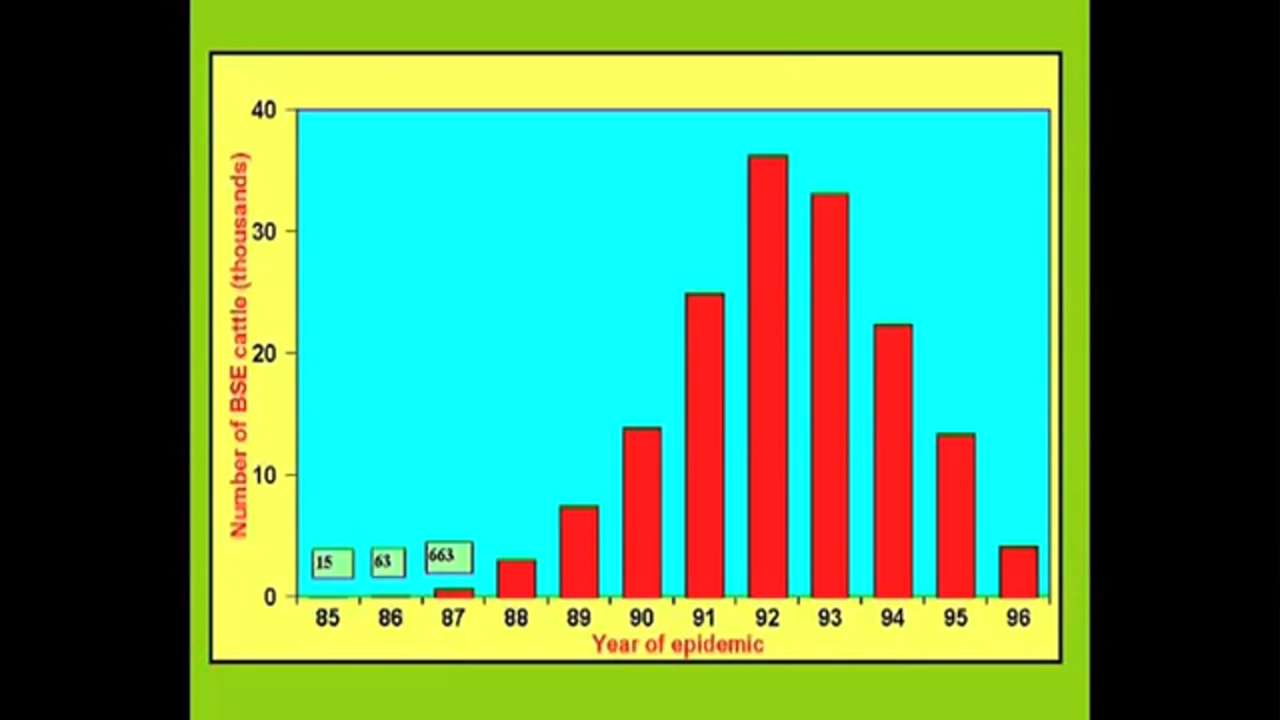 Number of BSE cattle (thousands)
40
30
20
10
0
15 63 663
85 86 87 88 89 90 91 92 93 94 95 96
Year of epidemic